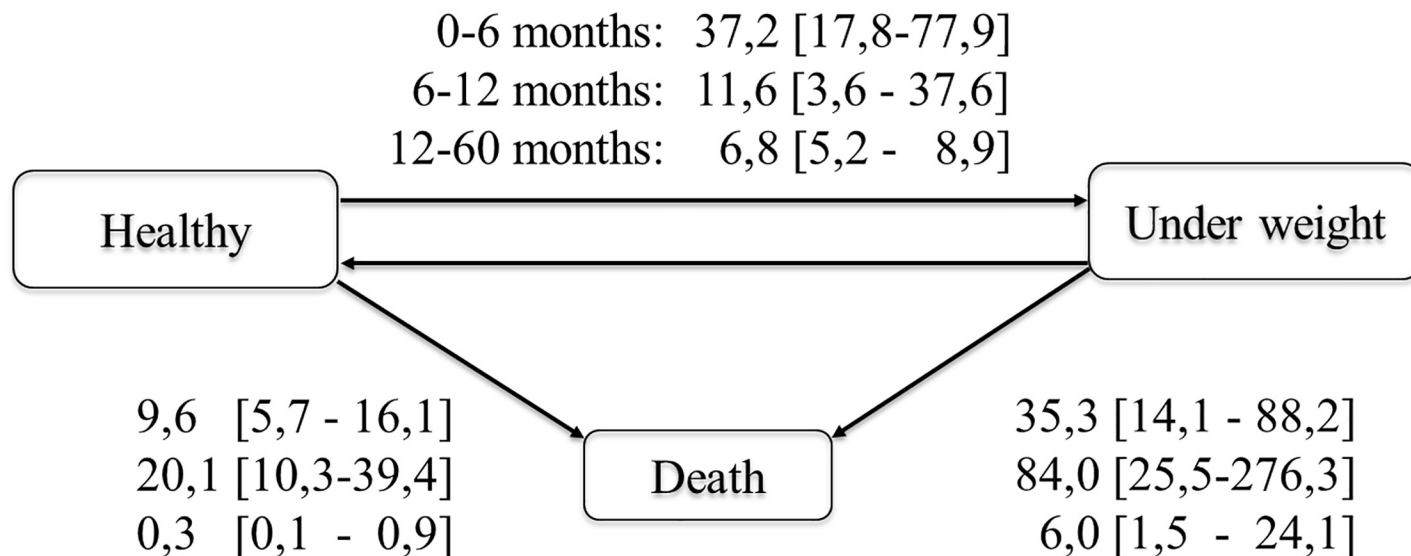 0-6 months: 37,2 [17,8-77,9]
6-12 months: 11,6 [3,6 - 37,6]
12-60 months: 6,8 [5,2 - 8,9]
Healthy
Under weight
9,6 [5,7 - 16,1]
20,1 [10,3-39,4]
0,3 [0,1 - 0,9]
Death
35,3 [14,1 - 88,2]
84,0 [25,5-276,3]
6,0 [1,5 - 24,1]